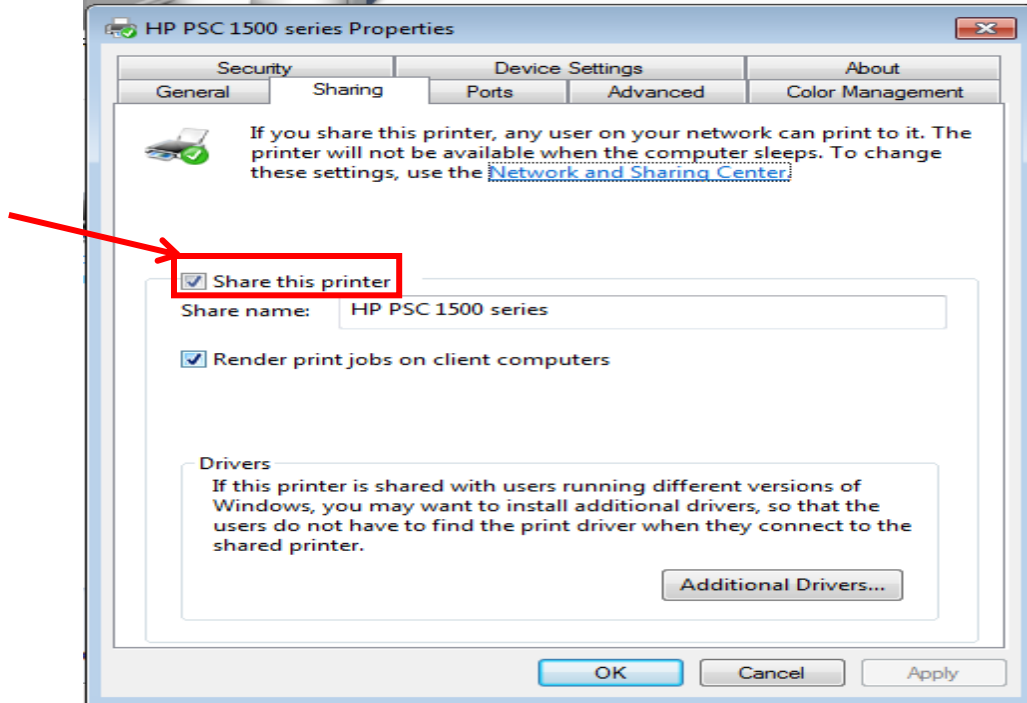 HP PSC 1500 series Properties
Security Device Settings About
General Sharing Ports Advanced Color Management
If you share this printer, any user on your network can print to it. The
printer will not be available when the computer sleeps. To change
these settings, use the Network and Sharing Center.
Share this printer
Share name: HP PSC 1500 series
Render print jobs on client computers
Drivers
If this printer is shared with users running different versions of
Windows, you may want to install additional drivers, so that the
users do not have to find the print driver when they connect to the
shared printer.
Additional Drivers...
OK Cancel Apply